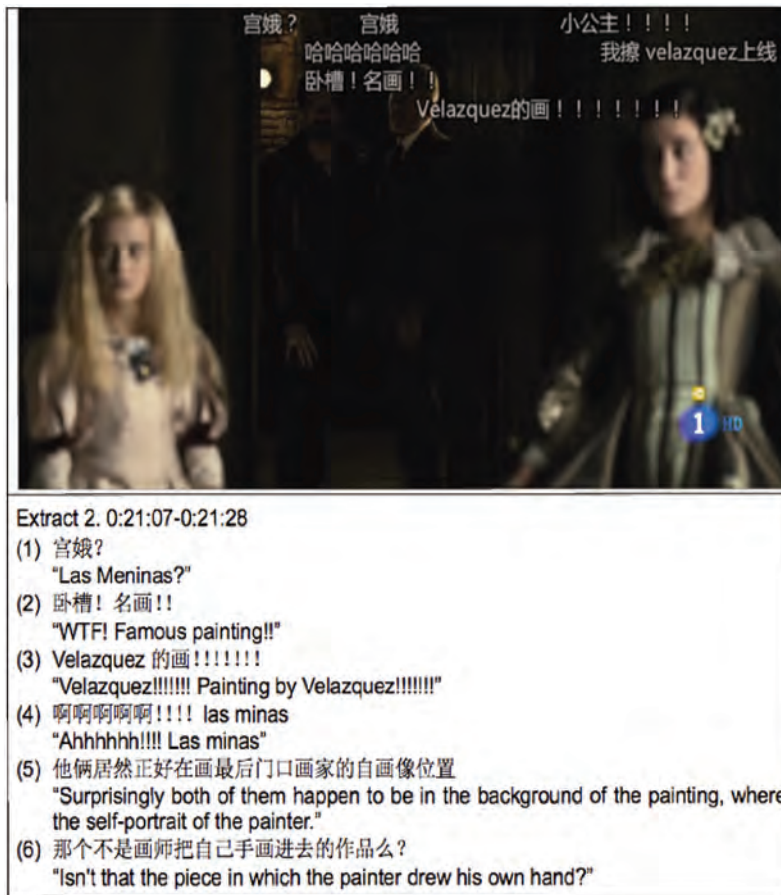 宫娥？ 宫娥 小公主！！！！
哈哈哈哈哈哈 我擦 velazquez上线
卧槽！名画！！
Velazquez的画！！！！！！！
1 HD
Extract 2. 0:21:07-0:21:28
(1) 宫娥?
“Las Meninas?”
(2) 卧槽! 名画!!
“WTF! Famous painting!!”
(3) Velazquez 的画!!!!!!!
“Velazquez!!!!!!! Painting by Velazquez!!!!!!!”
(4) 啊啊啊啊啊!!!! las minas
“Ahhhhhh!!!! Las minas”
(5) 他俩居然正好在画最后门口画家的自画像位置
“Surprisingly both of them happen to be in the background of the painting, where
the self-portrait of the painter.”
(6) 那个不是画师把自己手画进去的作品么?
“Isn't that the piece in which the painter drew his own hand?”